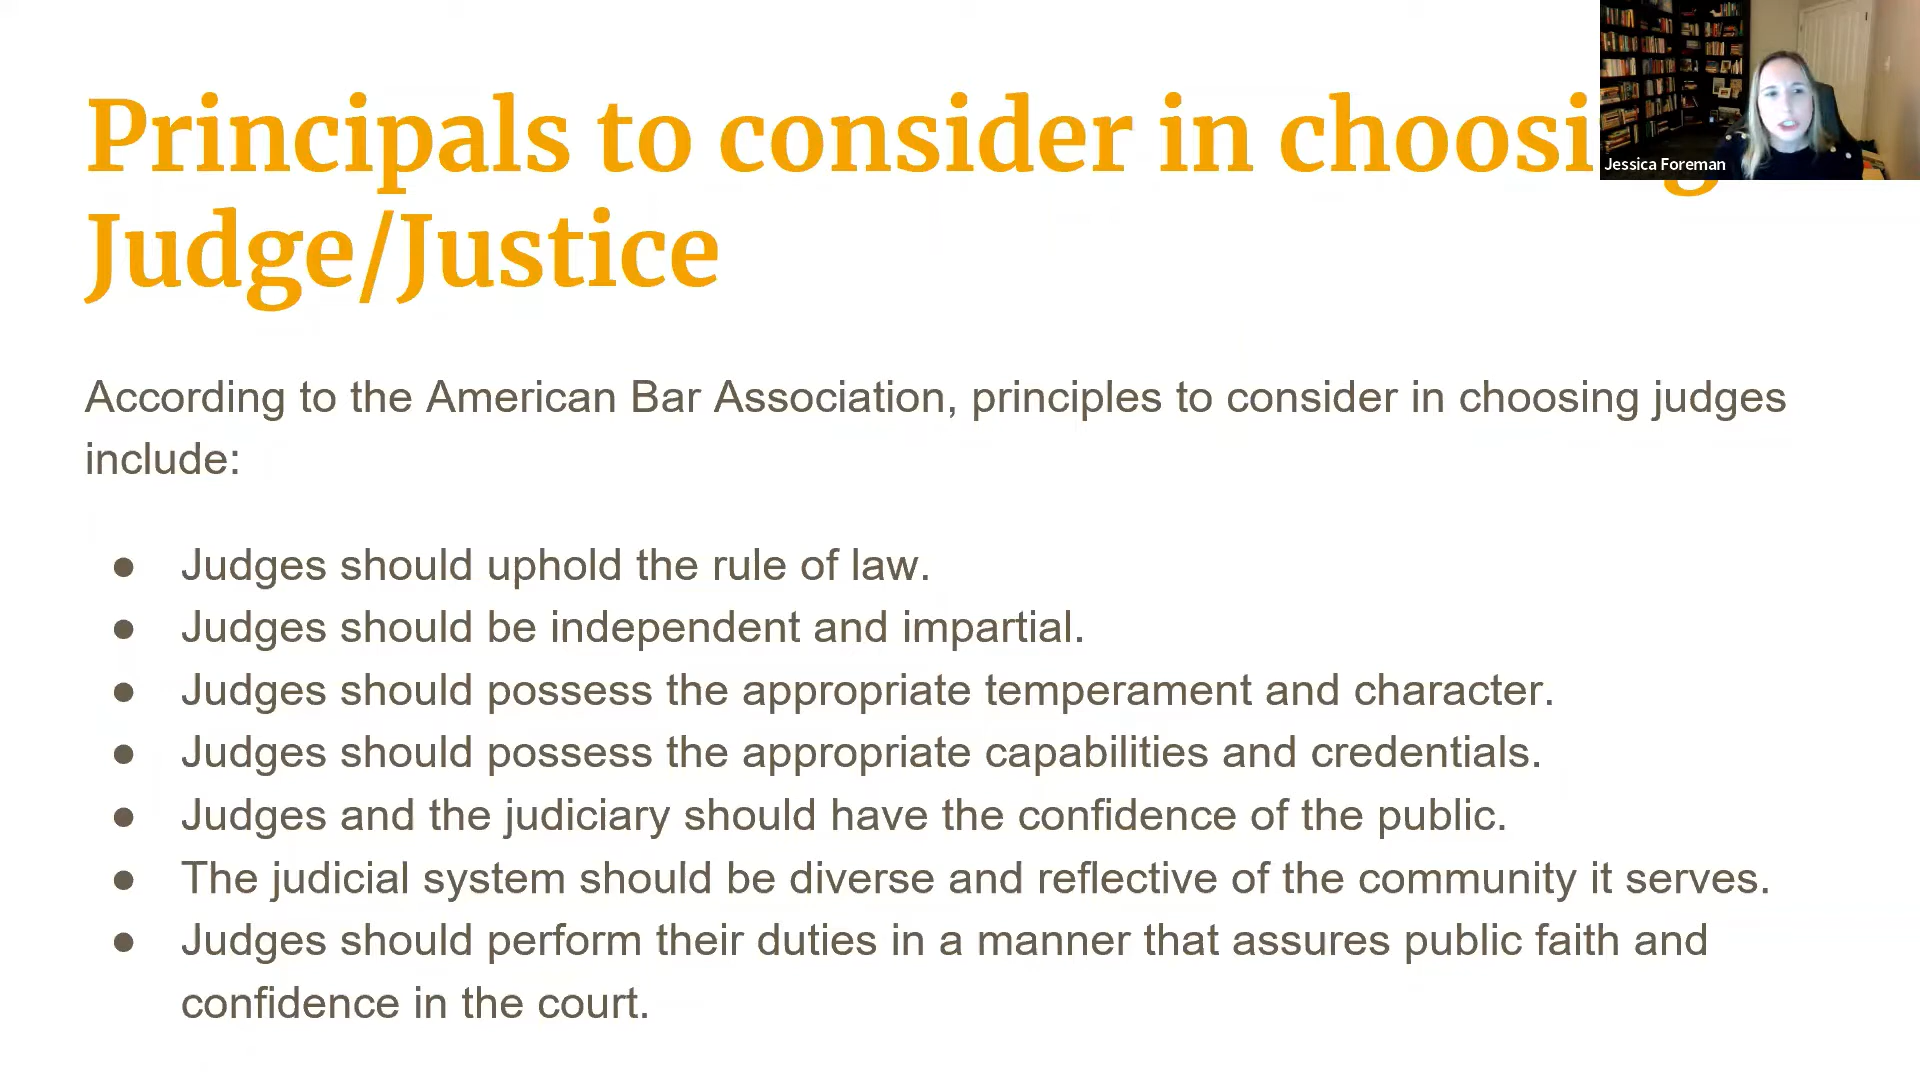 Principals to consider in choosi
Judge/Justice
Jessica Foreman
According to the American Bar Association, principles to consider in choosing judges
include:
● Judges should uphold the rule of law.
● Judges should be independent and impartial.
● Judges should possess the appropriate temperament and character.
● Judges should possess the appropriate capabilities and credentials.
● Judges and the judiciary should have the confidence of the public.
● The judicial system should be diverse and reflective of the community it serves.
● Judges should perform their duties in a manner that assures public faith and
confidence in the court.